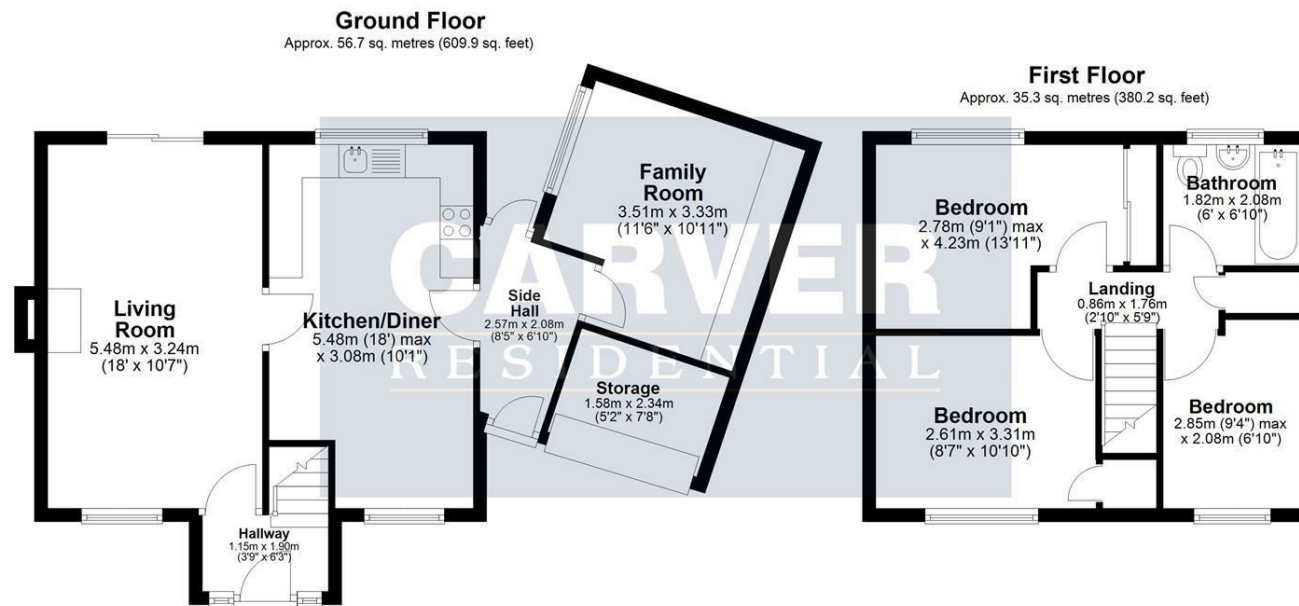 Ground Floor
Approx. 56.7 sq. metres (609.9 sq. feet)
First Floor
Approx. 35.3 sq. metres (380.2 sq. feet)
Family
Room
3.51m x 3.33m
(11'6" x 10'11")
Living
Room
5.48m x 3.24m
(18' x 10'7")
Kitchen/Diner
5.48m (18') max
x 3.08m (10'1")
Side
Hall
2.57m x 2.08m
(8'5" x 6'10")
Storage
1.58m x 2.34m
(5'2" x 7'8")
Hallway
1.15m x 1.90m
(3'9" x 6'3")
Bedroom
2.78m (9'1") max
x 4.23m (13'11")
Bathroom
1.82m x 2.08m
(6' x 6'10")
Landing
0.86m x 1.76m
(2'10" x 5'9")
Bedroom
2.61m x 3.31m
(8'7" x 10'10")
Bedroom
2.85m (9'4") max
x 2.08m (6'10")
CARVER
RESIDENTIAL